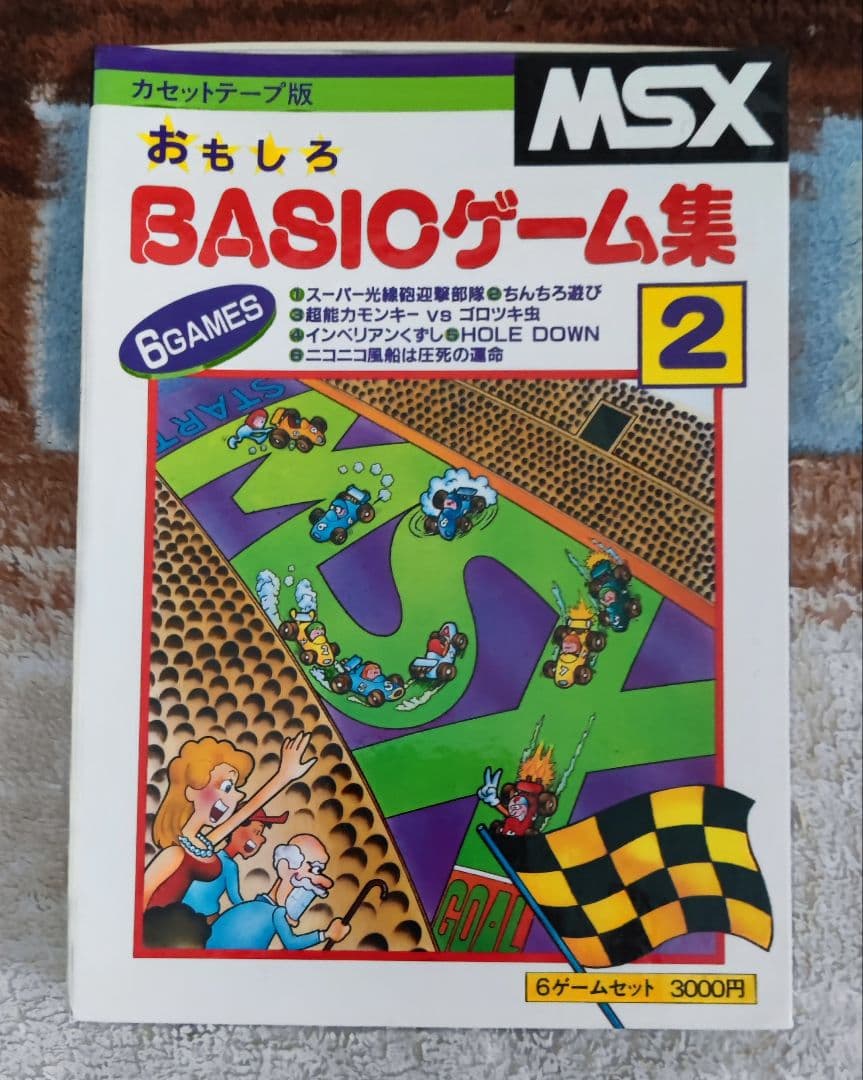 カセットテープ版
MSX
おもしろ
BASICゲーム集
6GAMES
①スーパー光線砲迎撃部隊②ちんちろ遊び
③超能力モンキー vs ゴロツキ虫
④インベリアンくずし⑤HOLE DOWN
⑥ニコニコ風船は圧死の運命
2
START
MSX
GOAL
6ゲームセット 3000円